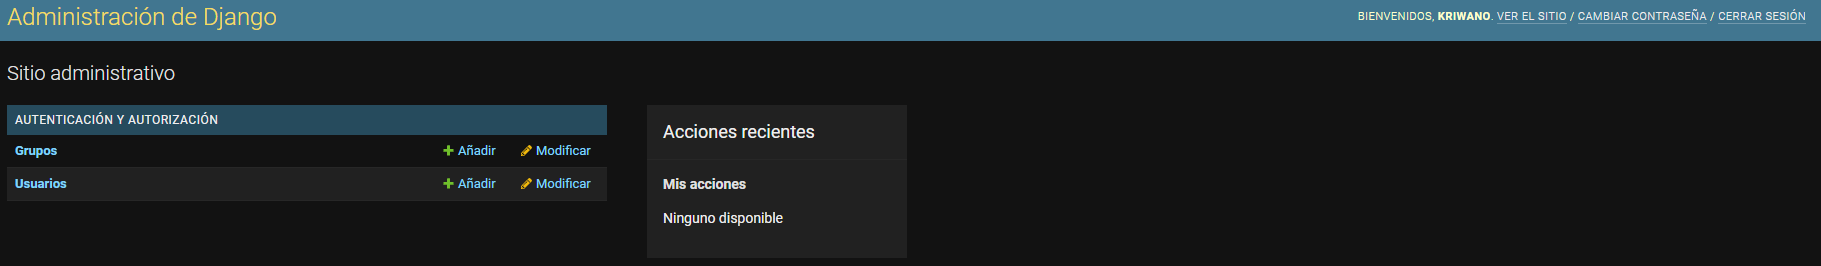 Administración de Django
BIENVENIDOS, KRIWANO. VER EL SITIO / CAMBIAR CONTRASEÑA / CERRAR SESIÓN
Sitio administrativo
AUTENTICACIÓN Y AUTORIZACIÓN
Grupos Añadir Modificar
Usuarios Añadir Modificar
Acciones recientes
Mis acciones
Ninguno disponible